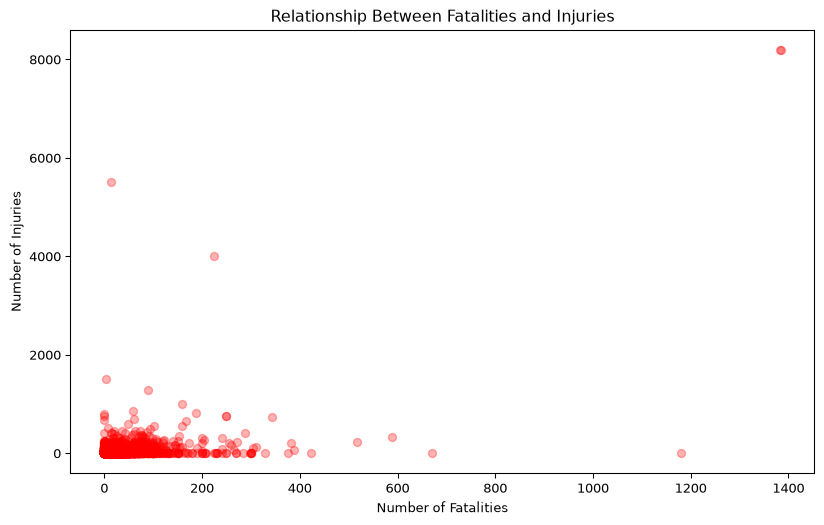 Relationship Between Fatalities and Injuries
8000
6000
4000
2000
0
Number of Injuries
0 200 400 600 800 1000 1200 1400
Number of Fatalities